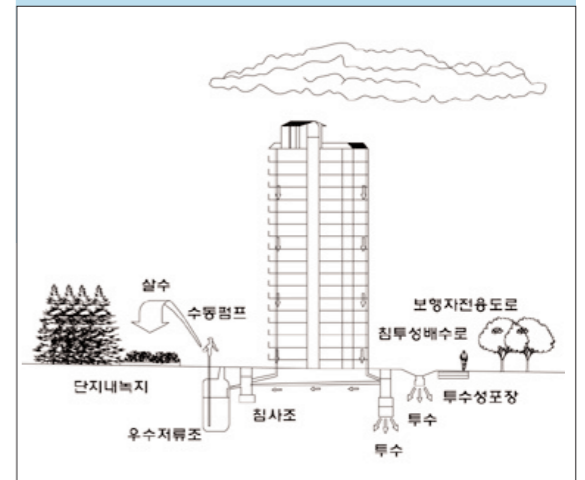 살수
수동펌프
보행자전용도로
침투성배수로
단지내녹지
우수저류조
침사조
투수
투수
투수성포장